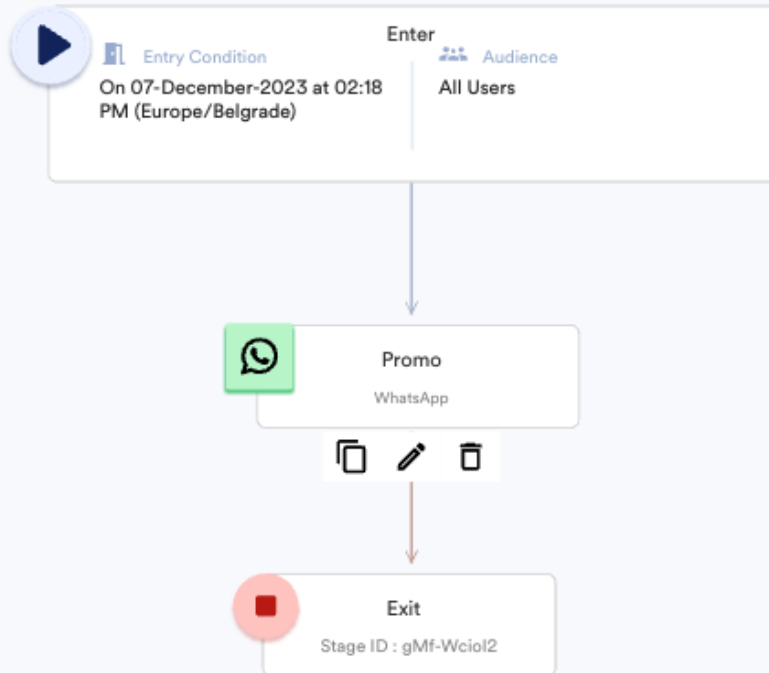 Enter
Entry Condition
On 07-December-2023 at 02:18
PM (Europe/Belgrade)
Audience
All Users
Promo
WhatsApp
Exit
Stage ID : gMf-Wciol2